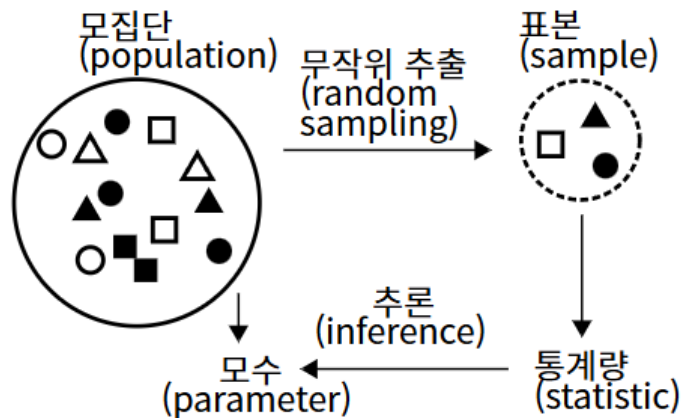 모집단
(population)
무작위 추출
(random
sampling)
표본
(sample)
추론
(inference)
모수
(parameter)
통계량
(statistic)